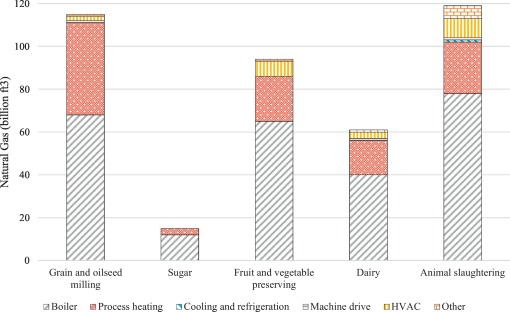 Natural Gas (billion ft3)
120
100
80
60
40
20
0
Grain and oilseed
milling
Sugar
Fruit and vegetable
preserving
Dairy
Animal slaughtering
Boiler Process heating Cooling and refrigeration Machine drive HVAC Other